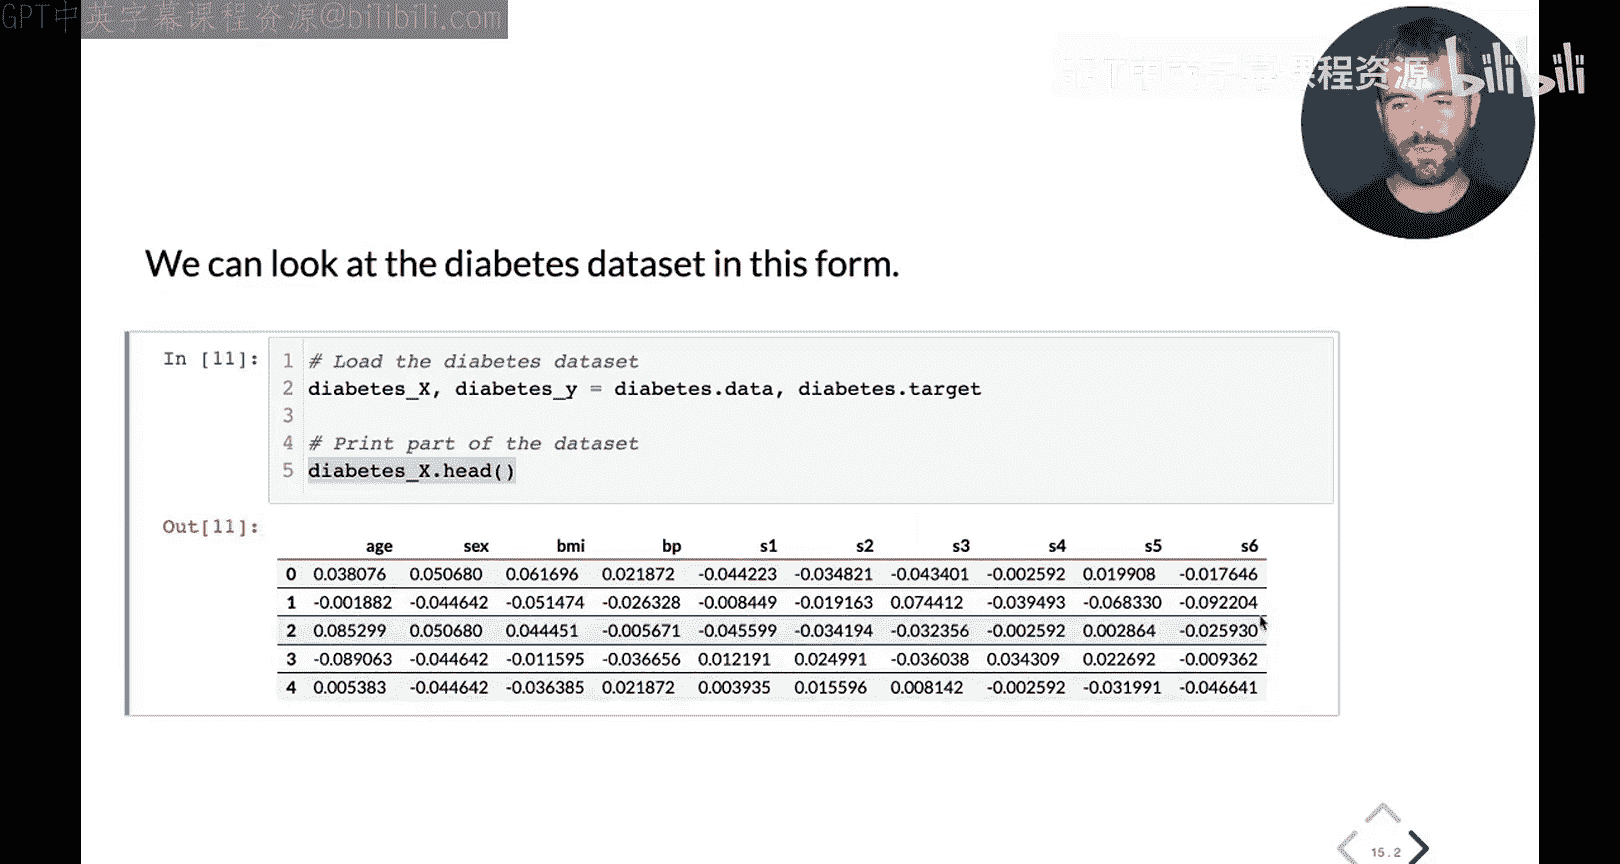 GPT中英字幕课程资源@bilibili.com
课程资源 bilibili
We can look at the diabetes dataset in this form.
In [11]:
1 # Load the diabetes dataset
2 diabetes_X, diabetes_y = diabetes.data, diabetes.target
3
4 # Print part of the dataset
5 diabetes_X.head()
Out[11]:
age sex bmi bp s1 s2 s3 s4 s5 s6
0 0.038076 0.050680 0.061696 0.021872 -0.044223 -0.034821 -0.043401 -0.002592 0.019908 -0.017646
1 -0.001882 -0.044642 -0.051474 -0.026328 -0.008449 -0.019163 0.074412 -0.039493 -0.068330 -0.092204
2 0.085299 0.050680 0.044451 -0.005671 -0.045599 -0.034194 -0.032356 -0.002592 0.002864 -0.025930
3 -0.089063 -0.044642 -0.011595 -0.036656 0.012191 0.024991 -0.036038 0.034309 0.022692 -0.009362
4 0.005383 -0.044642 -0.036385 0.021872 0.003935 0.015596 0.008142 -0.002592 -0.031991 -0.046641
15.2